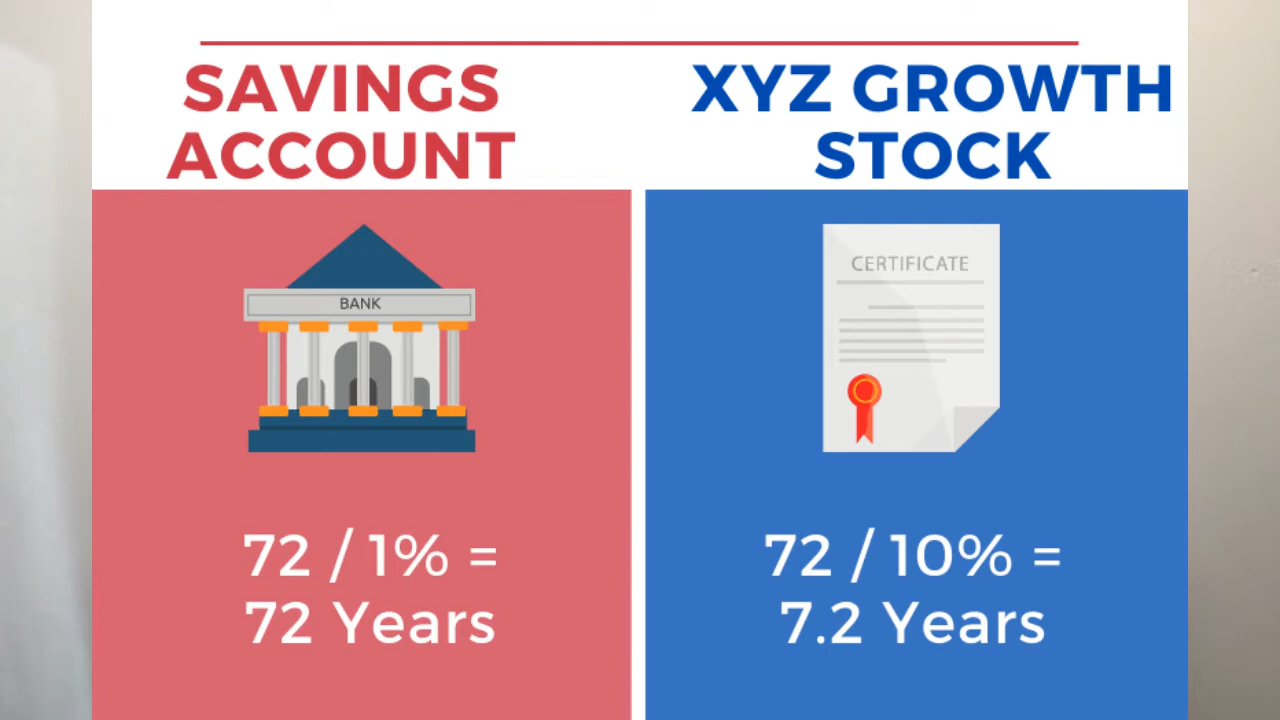 SAVINGS
ACCOUNT
XYZ GROWTH
STOCK
BANK
CERTIFICATE
72 / 1% =
72 Years
72 / 10% =
7.2 Years